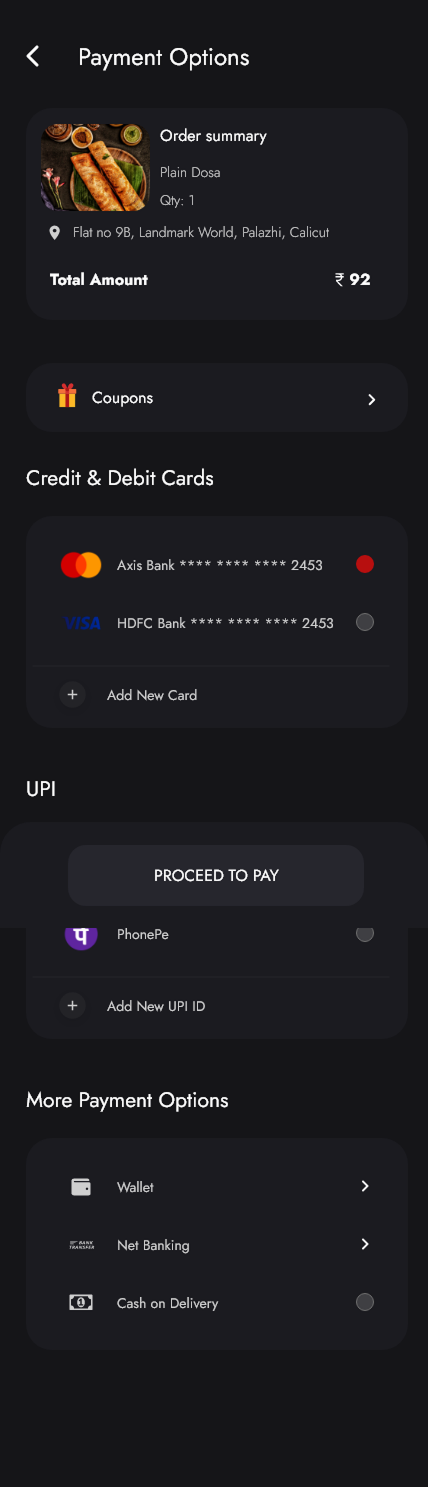 Payment Options
Order summary
Plain Dosa
Qty: 1
Flat no 9B, Landmark World, Palazhi, Calicut
Total Amount ₹ 92
Coupons
Credit & Debit Cards
Axis Bank **** **** **** 2453
VISA HDFC Bank **** **** **** 2453
+ Add New Card
UPI
PROCEED TO PAY
पे PhonePe
+ Add New UPI ID
More Payment Options
Wallet
BANK
TRANSFER
Net Banking
Cash on Delivery